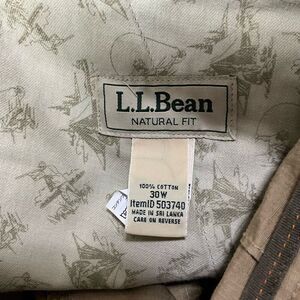 L.L.Bean
NATURAL FIT
100% COTTON
30W
ItemID 503740
MADE IN SRI LANKA
CARE ON REVERSE